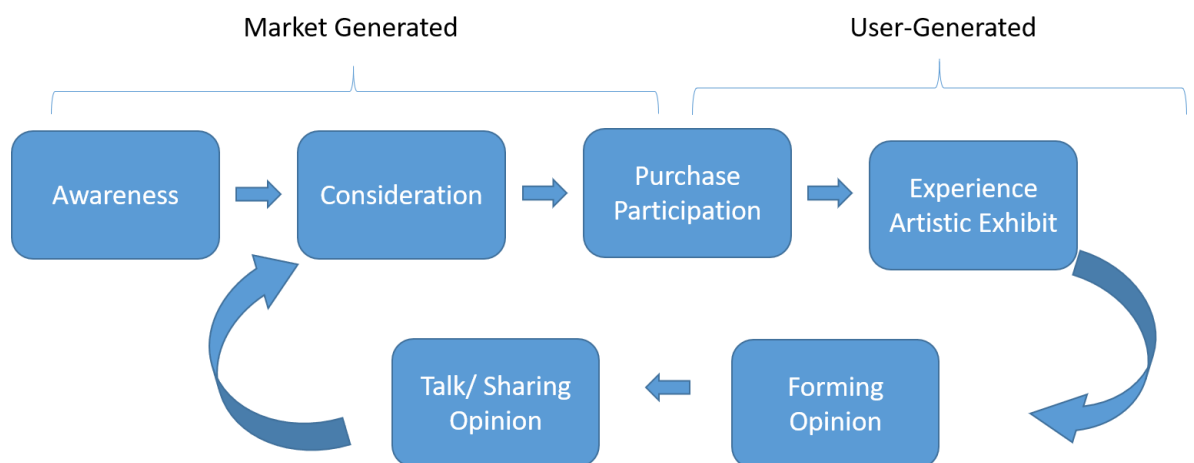 Market Generated
User-Generated
Awareness
Consideration
Purchase
Participation
Experience
Artistic Exhibit
Talk/ Sharing
Opinion
Forming
Opinion